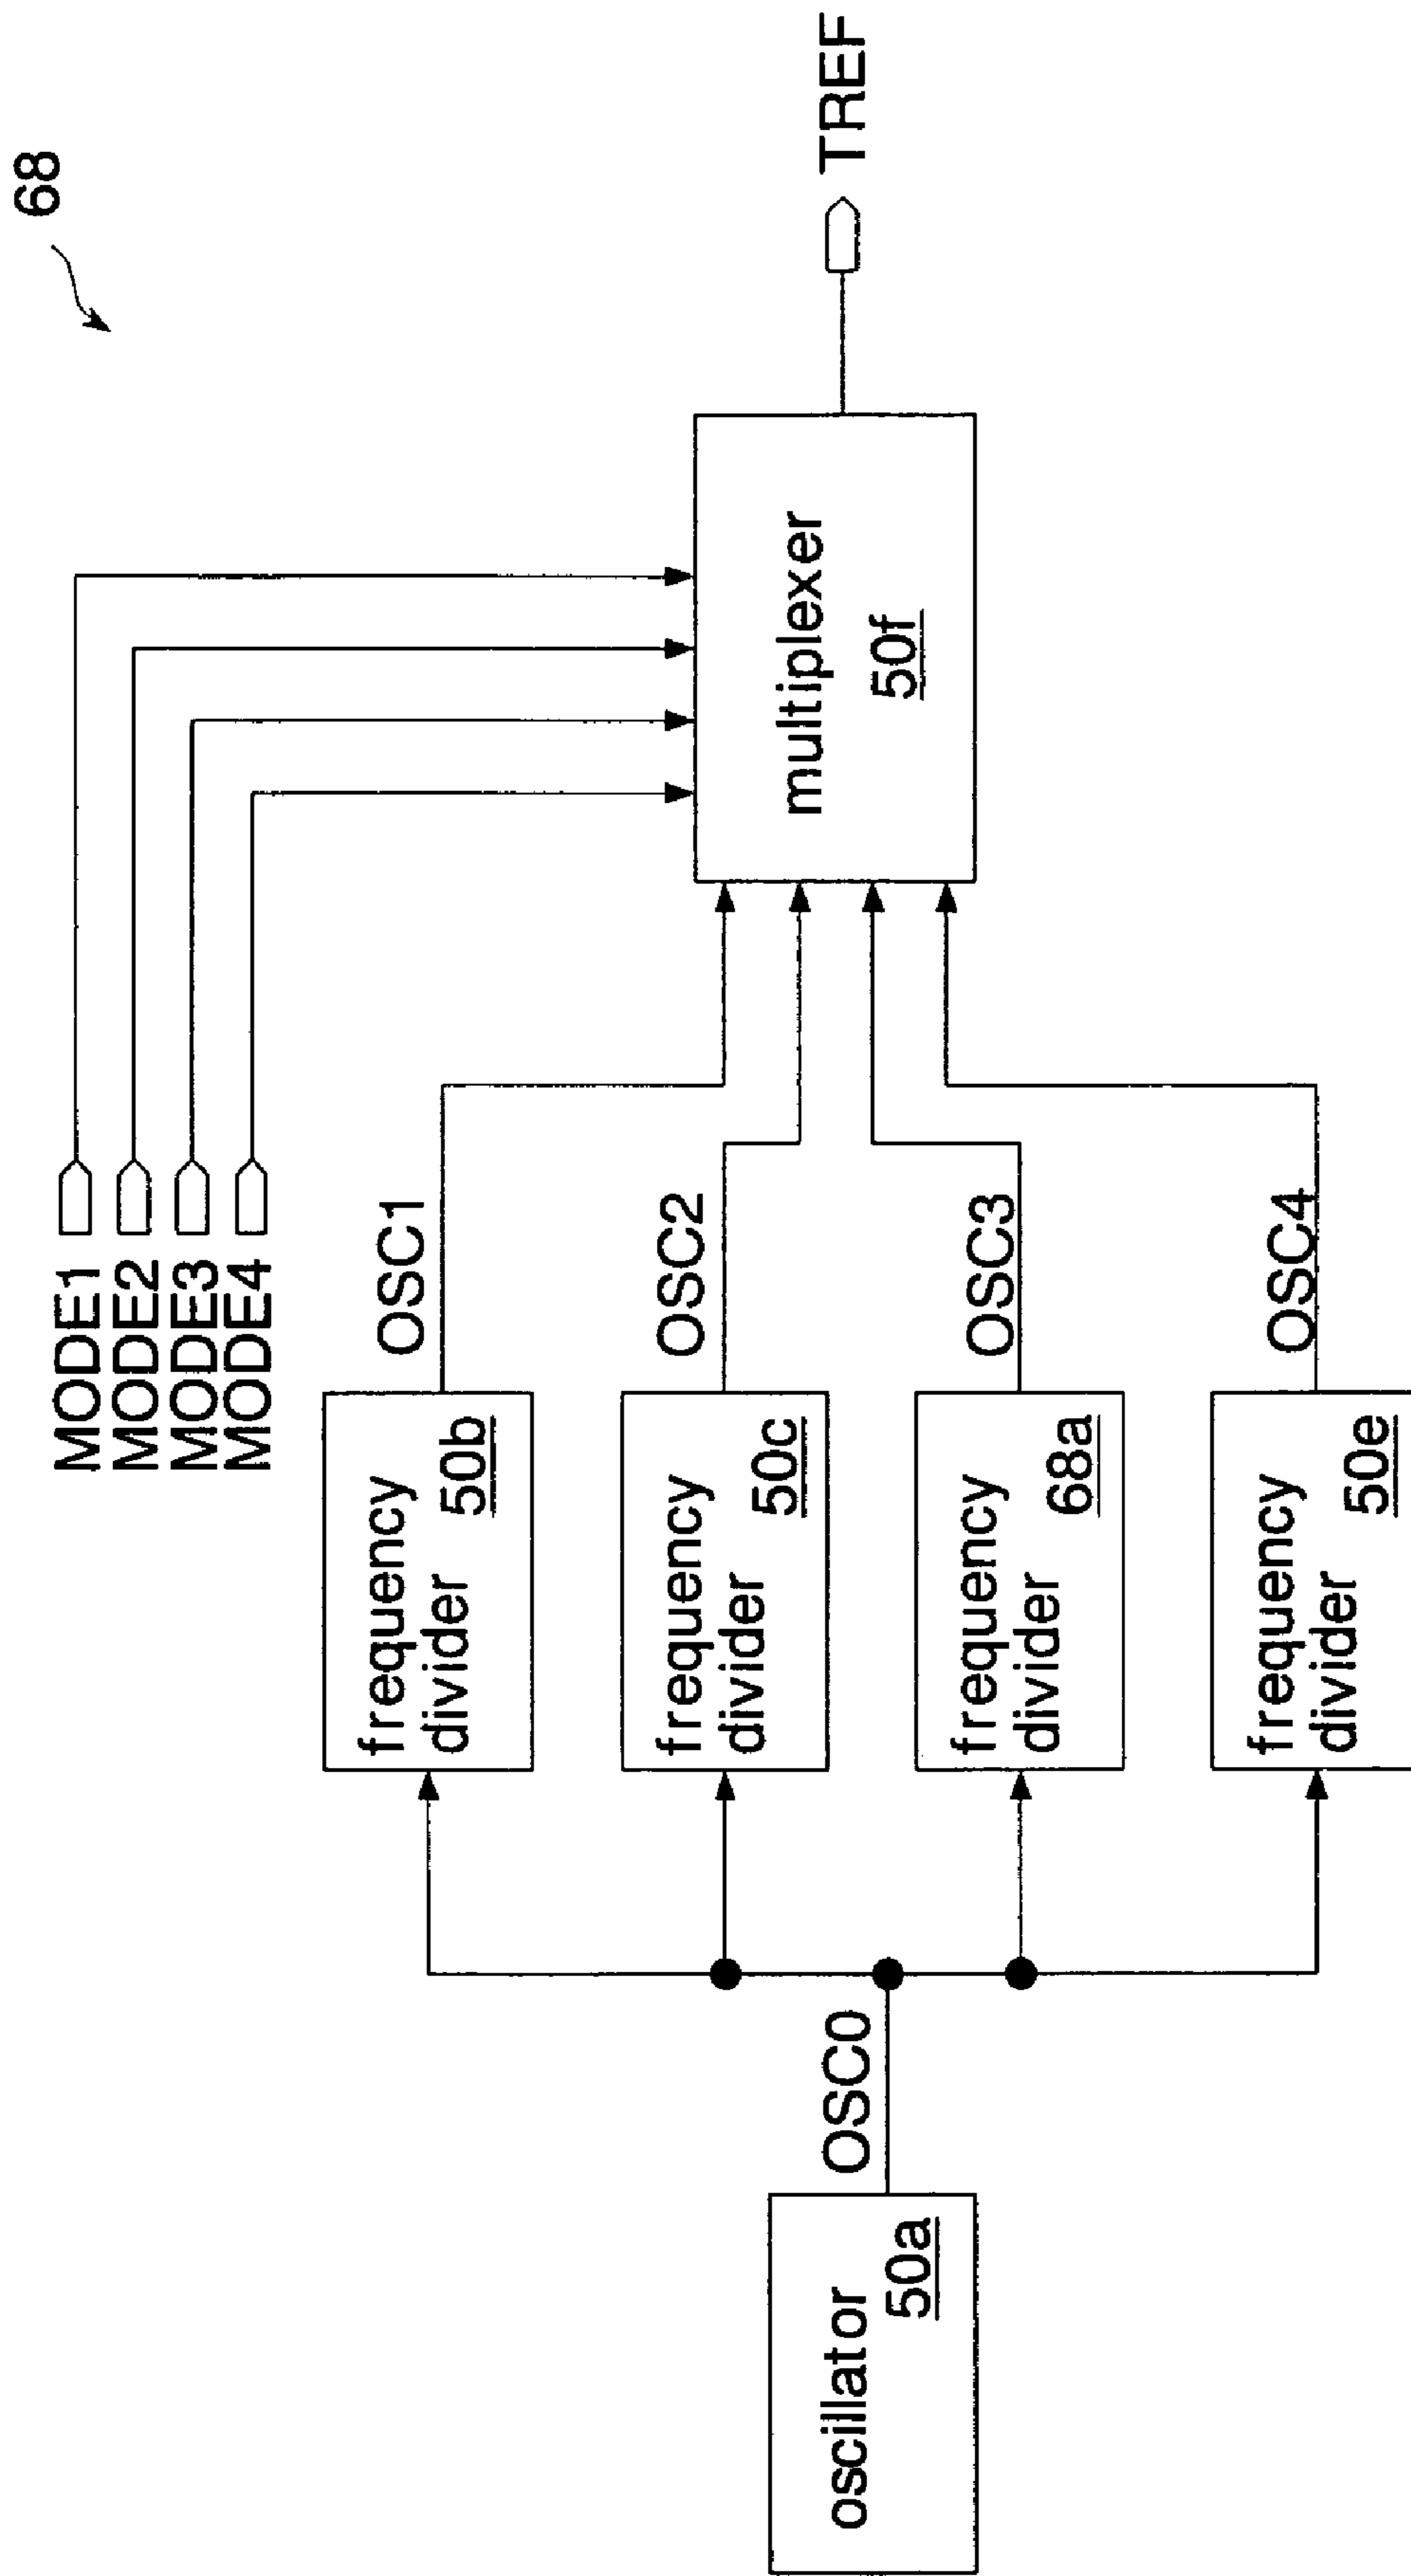 68
MODE1
MODE2
MODE3
MODE4
TREF
multiplexer
50f
OSC1
OSC2
OSC3
OSC4
frequency
divider 50b
frequency
divider 50c
frequency
divider 68a
frequency
divider 50e
OSC0
oscillator
50a